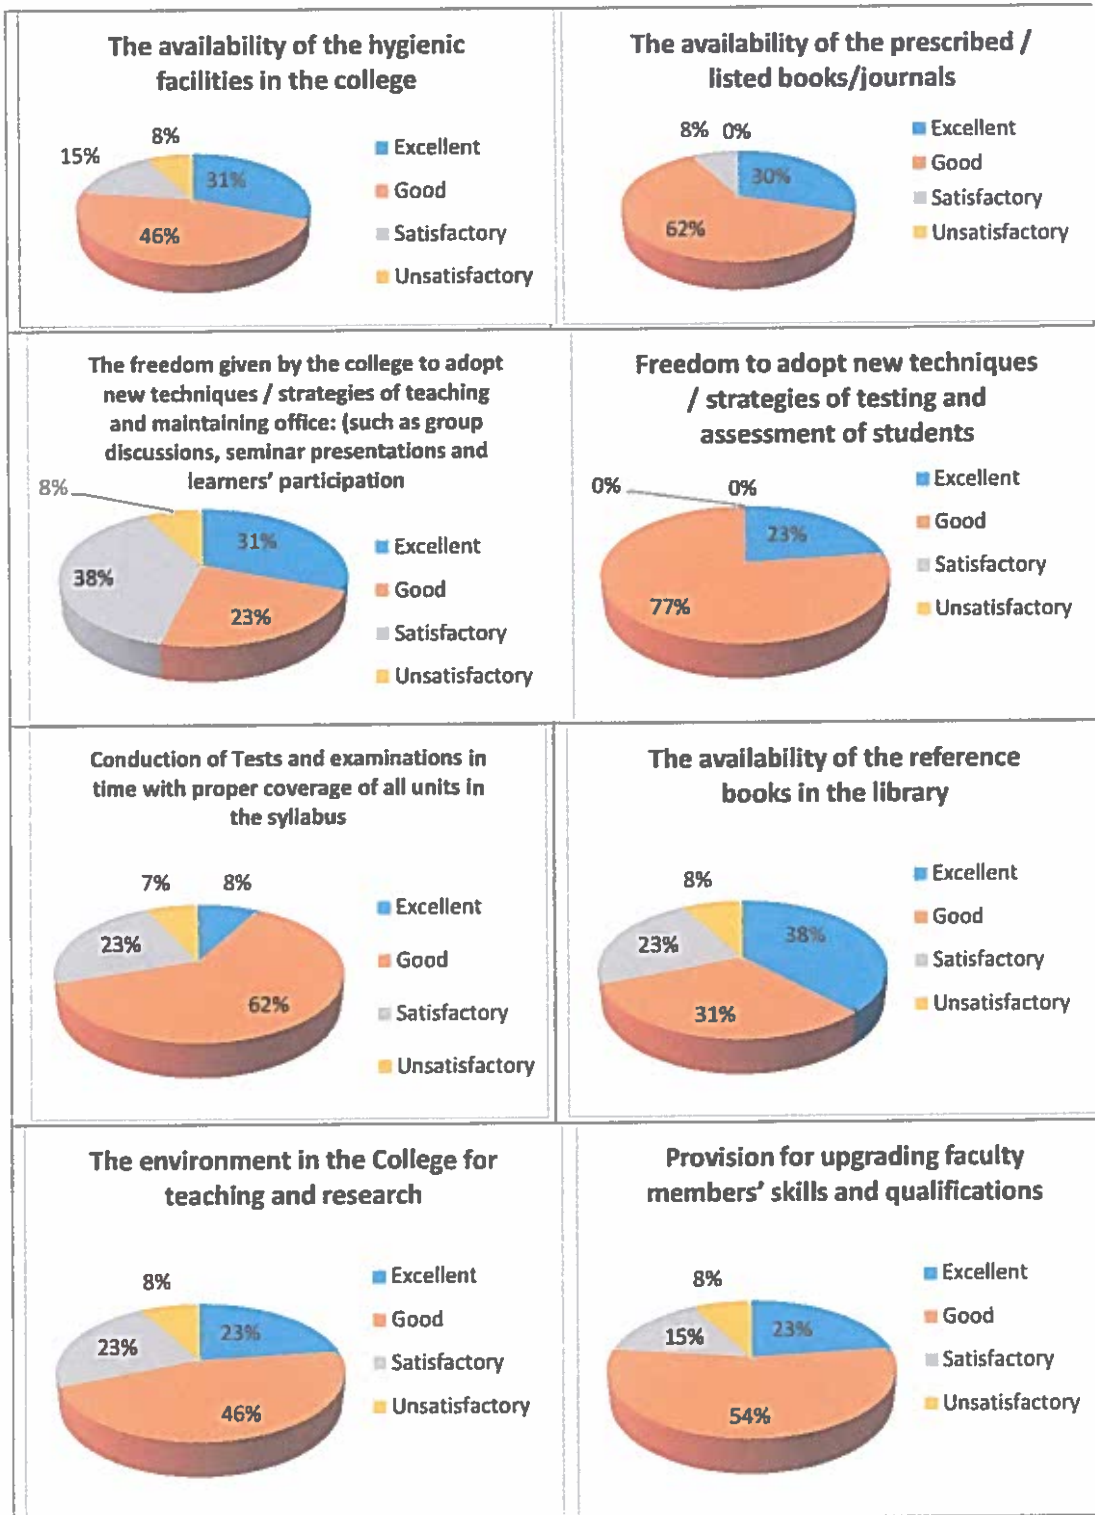 The availability of the hygienic
facilities in the college
8%
15%
31%
46%
Excellent
Good
Satisfactory
Unsatisfactory
The availability of the prescribed /
listed books/journals
8% 0%
30%
62%
Excellent
Good
Satisfactory
Unsatisfactory
The freedom given by the college to adopt
new techniques / strategies of teaching
and maintaining office: (such as group
discussions, seminar presentations and
learners' participation
8%
31%
38%
23%
Excellent
Good
Satisfactory
Unsatisfactory
Freedom to adopt new techniques
/ strategies of testing and
assessment of students
0% 0%
23%
77%
Excellent
Good
Satisfactory
Unsatisfactory
Conduction of Tests and examinations in
time with proper coverage of all units in
the syllabus
7% 8%
23%
62%
Excellent
Good
Satisfactory
Unsatisfactory
The availability of the reference
books in the library
8%
38%
23%
31%
Excellent
Good
Satisfactory
Unsatisfactory
The environment in the College for
teaching and research
8%
23%
23%
46%
Excellent
Good
Satisfactory
Unsatisfactory
Provision for upgrading faculty
members' skills and qualifications
8%
23%
15%
54%
Excellent
Good
Satisfactory
Unsatisfactory